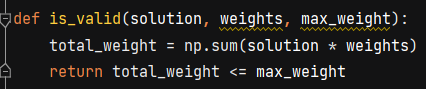 def is_valid(solution, weights, max_weight):
    total_weight = np.sum(solution * weights)
    return total_weight <= max_weight